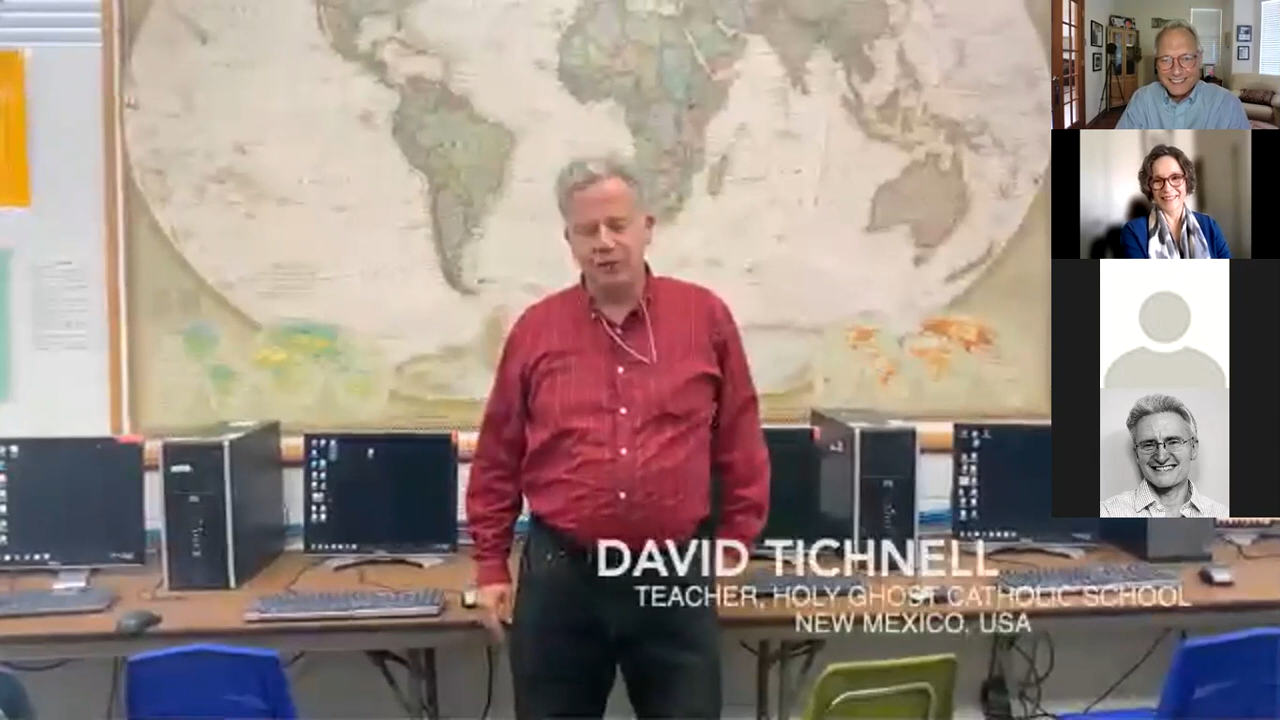 DAVID TICHNELL
TEACHER, HOLY GHOST CATHOLIC SCHOOL
NEW MEXICO, USA